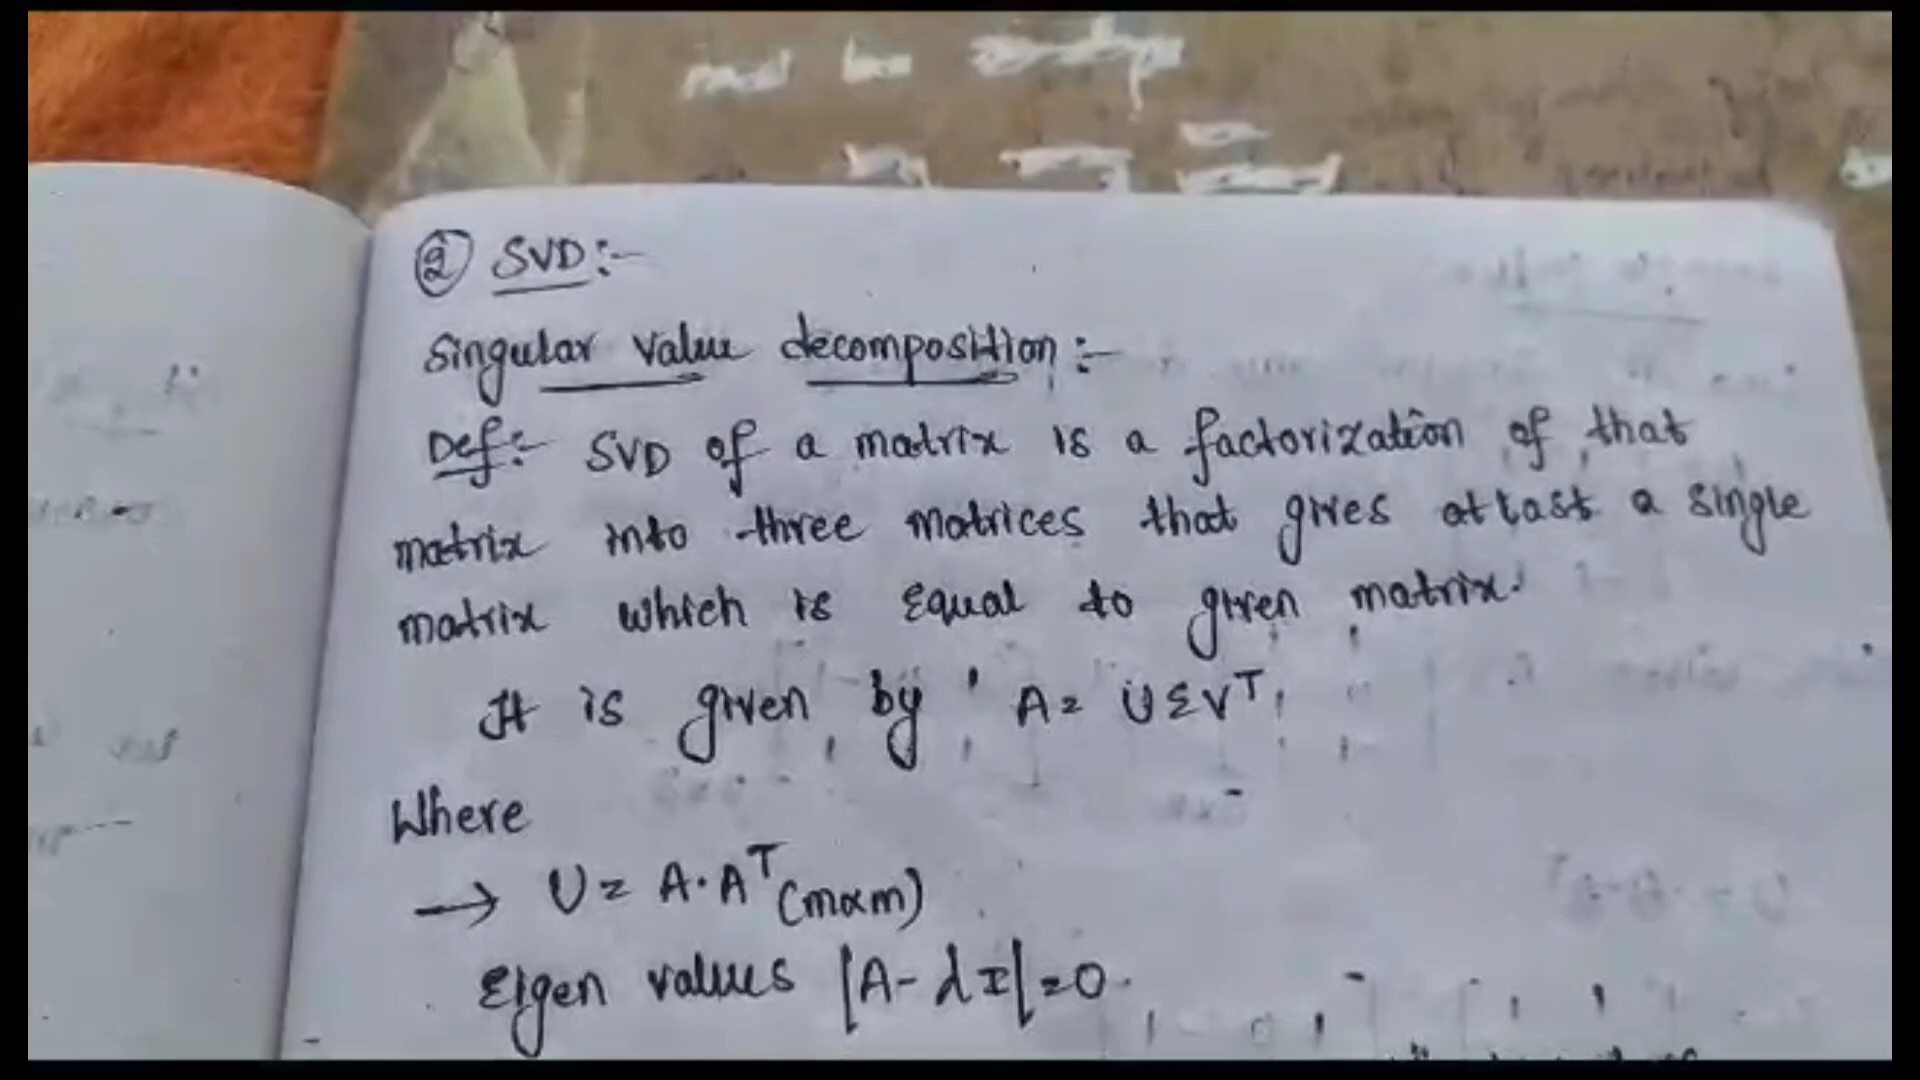 ② SVD:-
Singular value decomposition :-
Def:- SVD of a matrix is a factorization of that
matrix into three matrices that gives at last a single
matrix which is equal to given matrix.
It is given by ' A = UΣV^T '
Where
→ U = A·A^T (m×m)
Eigen values |A-λI|=0.